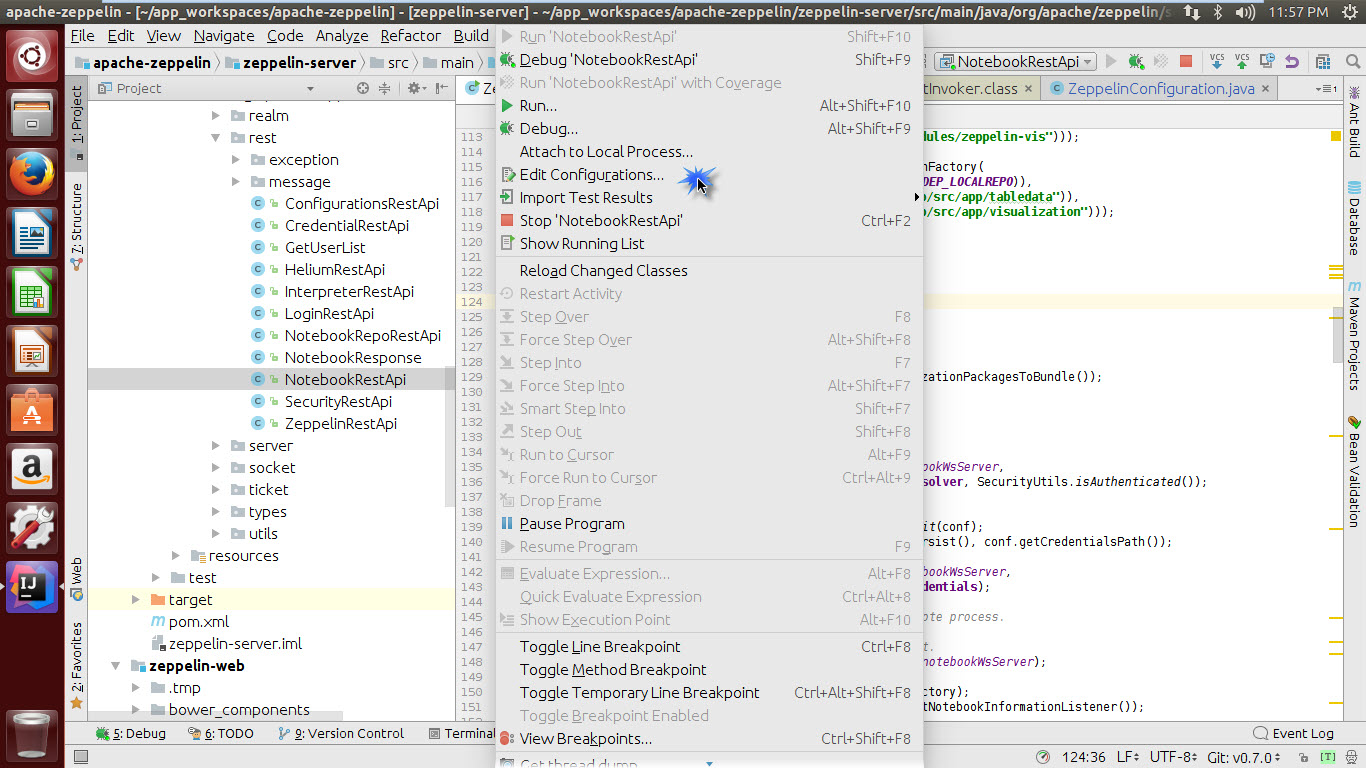 apache-zeppelin - [~/app_workspaces/apache-zeppelin] - [zeppelin-server] - ~/app_workspaces/apache-zeppelin/zeppelin-server/src/main/java/org/apache/zeppelin/s 11:57 PM
File Edit View Navigate Code Analyze Refactor Build
apache-zeppelin zeppelin-server src main NotebookRestApi
Project
Ze
tInvoker.class ZeppelinConfiguration.java
1: Project
7: Structure
Web
2: Favorites
realm
rest
exception
message
ConfigurationsRestApi
CredentialRestApi
GetUserList
HeliumRestApi
InterpreterRestApi
LoginRestApi
NotebookRepoRestApi
NotebookResponse
NotebookRestApi
SecurityRestApi
ZeppelinRestApi
server
socket
ticket
types
utils
resources
test
target
pom.xml
zeppelin-server.iml
zeppelin-web
.tmp
bower_components
113
114
115
116
117
118
119
120
121
122
123
124
125
126
127
128
129
130
131
132
133
134
135
136
137
138
139
140
141
142
143
144
145
146
147
148
149
150
151
Run 'NotebookRestApi' Shift+F10
Debug 'NotebookRestApi' Shift+F9
Run 'NotebookRestApi' with Coverage
Run... Alt+Shift+F10
Debug... Alt+Shift+F9
Attach to Local Process...
Edit Configurations...
Import Test Results
Stop 'NotebookRestApi' Ctrl+F2
Show Running List
Reload Changed Classes
Restart Activity
Step Over F8
Force Step Over Alt+Shift+F8
Step Into F7
Force Step Into Alt+Shift+F7
Smart Step Into Shift+F7
Step Out Shift+F8
Run to Cursor Alt+F9
Force Run to Cursor Ctrl+Alt+9
Drop Frame
Pause Program
Resume Program F9
Evaluate Expression... Alt+F8
Quick Evaluate Expression Ctrl+Alt+8
Show Execution Point Alt+F10
Toggle Line Breakpoint Ctrl+F8
Toggle Method Breakpoint
Toggle Temporary Line Breakpoint Ctrl+Alt+Shift+F8
Toggle Breakpoint Enabled
View Breakpoints... Ctrl+Shift+F8
Get thread dump
dules/zeppelin-vis")));
nFactory(
DEP_LOCALREPO)),
o/src/app/tabledata")),
o/src/app/visualization")));
zationPackagesToBundle());
ookWsServer,
solver, SecurityUtils.isAuthenticated());
it(conf);
rsist(), conf.getCredentialsPath());
ebookWsServer,
dentials);
ote process.
t.
notebookWsServer);
actory);
tNotebookInformationListener());
Ant Build
Database
Maven Projects
Bean Validation
5: Debug 6: TODO 9: Version Control Terminal Event Log
124:36 LF UTF-8 Git: v0.7.0 [T]